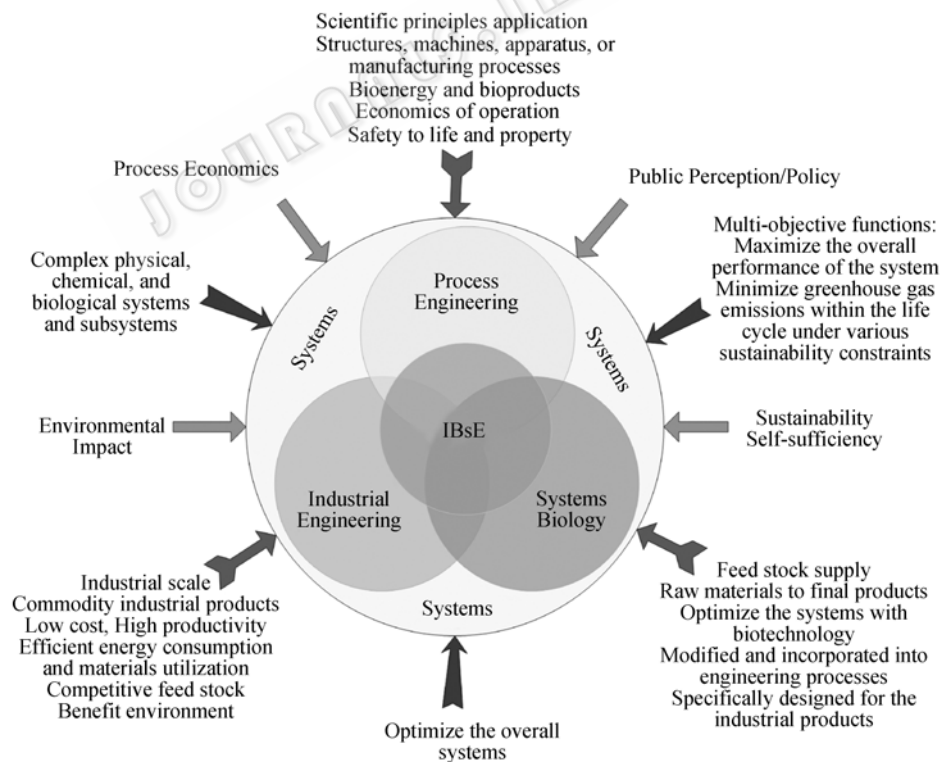 Scientific principles application
Structures, machines, apparatus, or
manufacturing processes
Bioenergy and bioproducts
Economics of operation
Safety to life and property
Process Economics
Public Perception/Policy
Complex physical,
chemical, and
biological systems
and subsystems
Multi-objective functions:
Maximize the overall
performance of the system
Minimize greenhouse gas
emissions within the life
cycle under various
sustainability constraints
Process
Engineering
Systems
Systems
Environmental
Impact
IBsE
Sustainability
Self-sufficiency
Industrial
Engineering
Systems
Biology
Systems
Industrial scale
Commodity industrial products
Low cost, High productivity
Efficient energy consumption
and materials utilization
Competitive feed stock
Benefit environment
Feed stock supply
Raw materials to final products
Optimize the systems with
biotechnology
Modified and incorporated into
engineering processes
Specifically designed for the
industrial products
Optimize the overall
systems